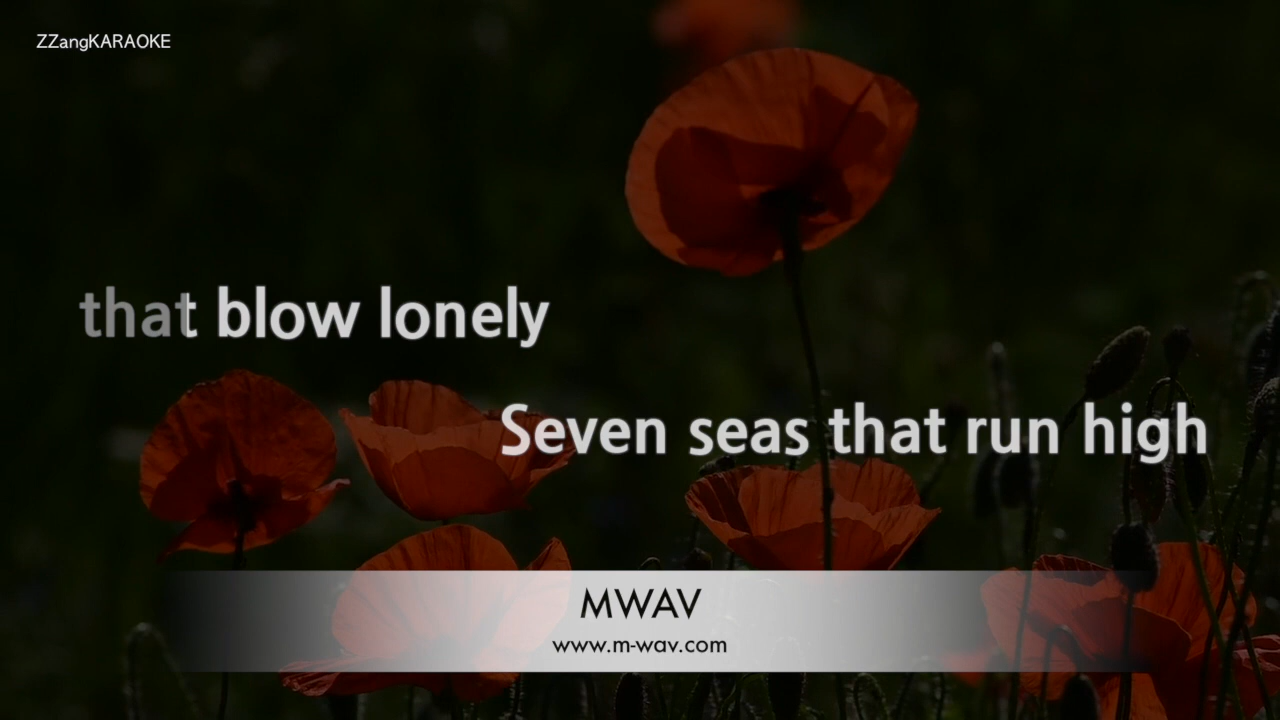 ZZangKARAOKE
that blow lonely
Seven seas that run high
MWAV
www.m-wav.com